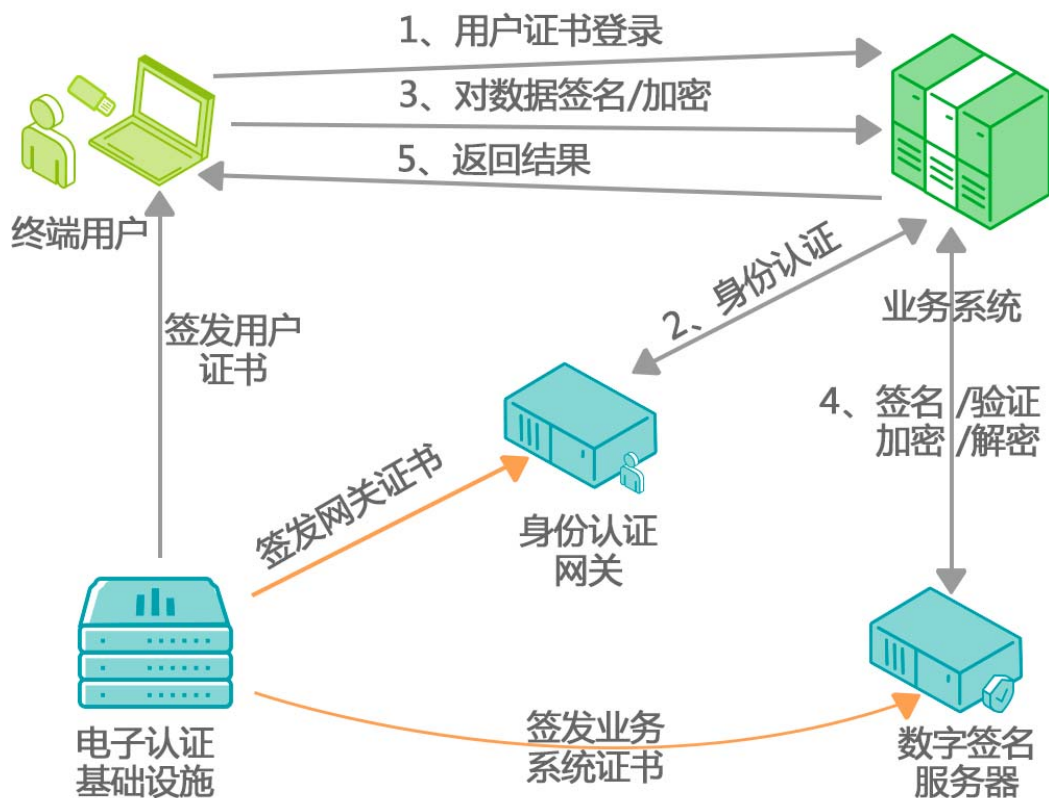 1、用户证书登录
3、对数据签名/加密
5、返回结果
终端用户
2、身份认证
业务系统
签发用户
证书
4、签名/验证
加密/解密
签发网关证书
身份认证
网关
电子认证
基础设施
签发业务
系统证书
数字签名
服务器